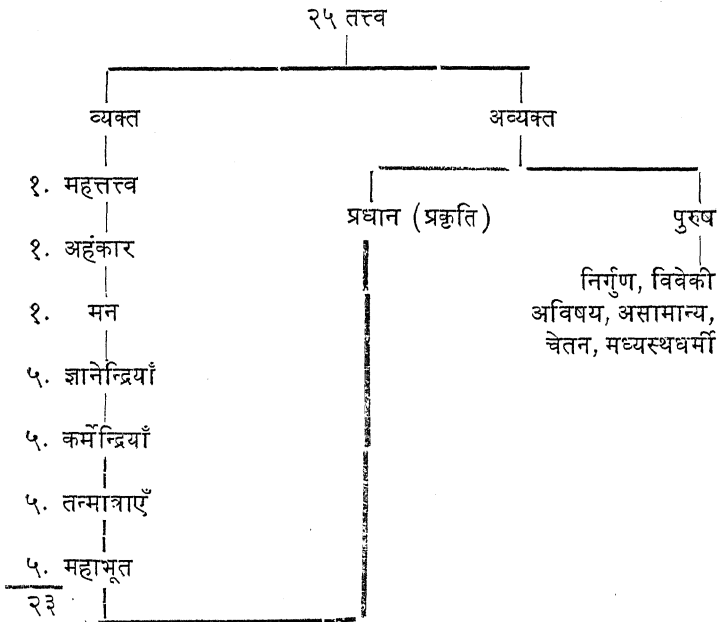 २५ तत्त्व
व्यक्त अव्यक्त
१. महत्तत्त्व
प्रधान (प्रकृति) पुरुष
१. अहंकार
निर्गुण, विवेकी
१. मन
अविषय, असामान्य,
चेतन, मध्यस्थधर्मी
५. ज्ञानेन्द्रियाँ
५. कर्मेन्द्रियाँ
५. तन्मात्राएँ
५. महाभूत
२३